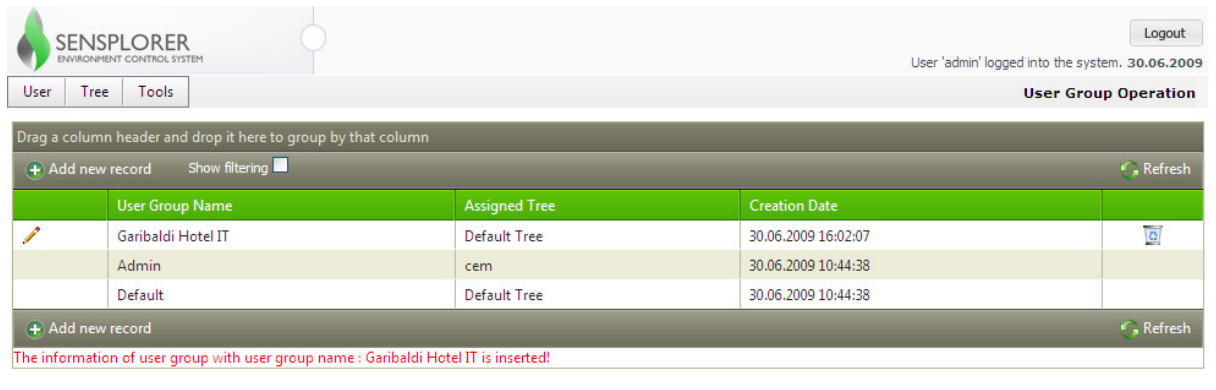 SENSPLORER
ENVIRONMENT CONTROL SYSTEM
Logout
User 'admin' logged into the system. 30.06.2009
User Tree Tools
User Group Operation
Drag a column header and drop it here to group by that column
Add new record Show filtering Refresh
User Group Name Assigned Tree Creation Date
Garibaldi Hotel IT Default Tree 30.06.2009 16:02:07
Admin cem 30.06.2009 10:44:38
Default Default Tree 30.06.2009 10:44:38
Add new record Refresh
The information of user group with user group name : Garibaldi Hotel IT is inserted!